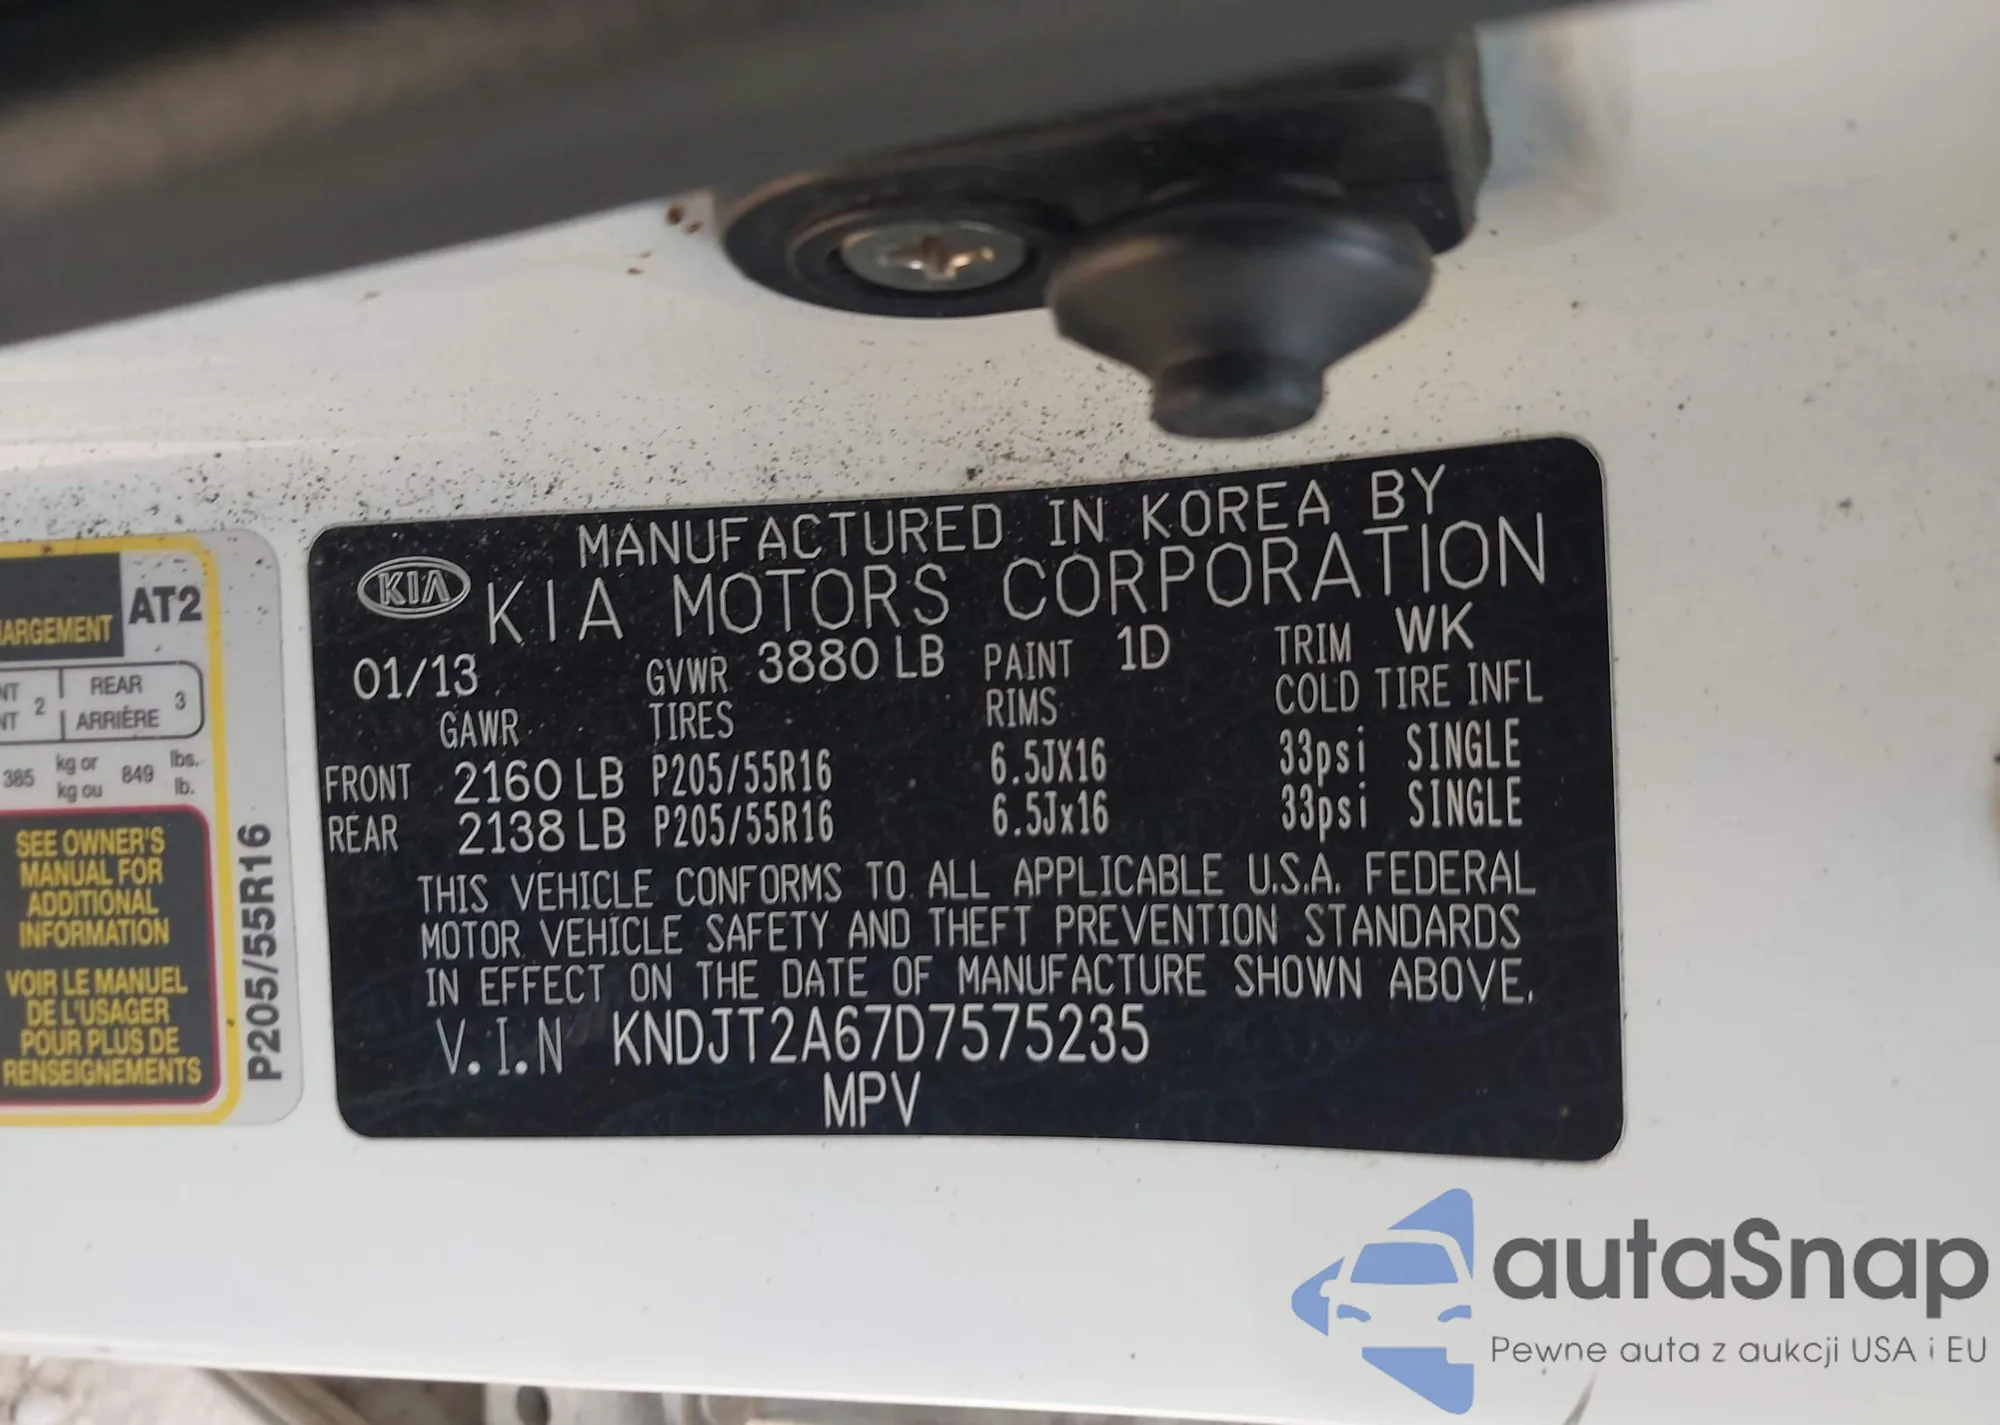 MANUFACTURED IN KOREA BY
KIA KIA MOTORS CORPORATION
01/13 GVWR 3880 LB PAINT 1D TRIM WK
GAWR TIRES RIMS COLD TIRE INFL
FRONT 2160 LB P205/55R16 6.5JX16 33psi SINGLE
REAR 2138 LB P205/55R16 6.5Jx16 33psi SINGLE
THIS VEHICLE CONFORMS TO ALL APPLICABLE U.S.A. FEDERAL
MOTOR VEHICLE SAFETY AND THEFT PREVENTION STANDARDS
IN EFFECT ON THE DATE OF MANUFACTURE SHOWN ABOVE.
V.I.N KNDJT2A67D7575235
MPV
AT2
2 REAR 3
ARRIÈRE
385 kg or 849 lbs.
kg ou lb.
SEE OWNER'S
MANUAL FOR
ADDITIONAL
INFORMATION
VOIR LE MANUEL
DE L'USAGER
POUR PLUS DE
RENSEIGNEMENTS
P205/55R16
autaSnap
Pewne auta z aukcji USA i EU